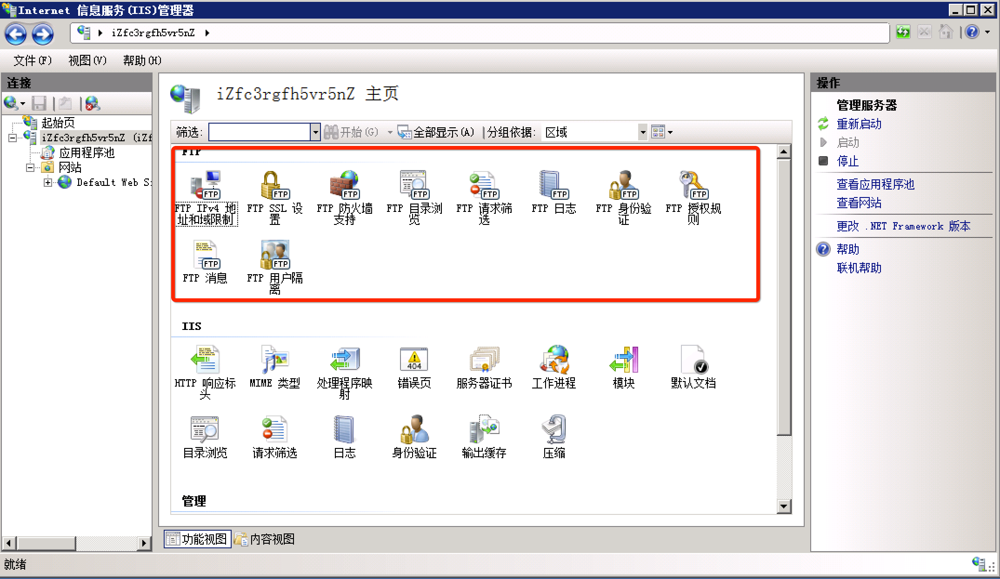 Internet 信息服务(IIS)管理器
iZfc3rgfh5vr5nZ
文件(F) 视图(V) 帮助(H)
连接
起始页
iZfc3rgfh5vr5nZ (iZf
应用程序池
网站
Default Web S
iZfc3rgfh5vr5nZ 主页
筛选: 开始(G) 全部显示(A) 分组依据: 区域
FTP
FTP IPv4 地址和域限制
FTP SSL 设置
FTP 防火墙支持
FTP 目录浏览
FTP 请求筛选
FTP 日志
FTP 身份验证
FTP 授权规则
FTP 消息
FTP 用户隔离
FTP
FTP
FTP
FTP
FTP
FTP
FTP
FTP
FTP
FTP
IIS
HTTP 响应标头
MIME 类型
处理程序映射
404
错误页
服务器证书
工作进程
模块
默认文档
目录浏览
请求筛选
日志
身份验证
输出缓存
压缩
管理
功能视图 内容视图
操作
管理服务器
重新启动
启动
停止
查看应用程序池
查看网站
更改 .NET Framework 版本
帮助
联机帮助
就绪